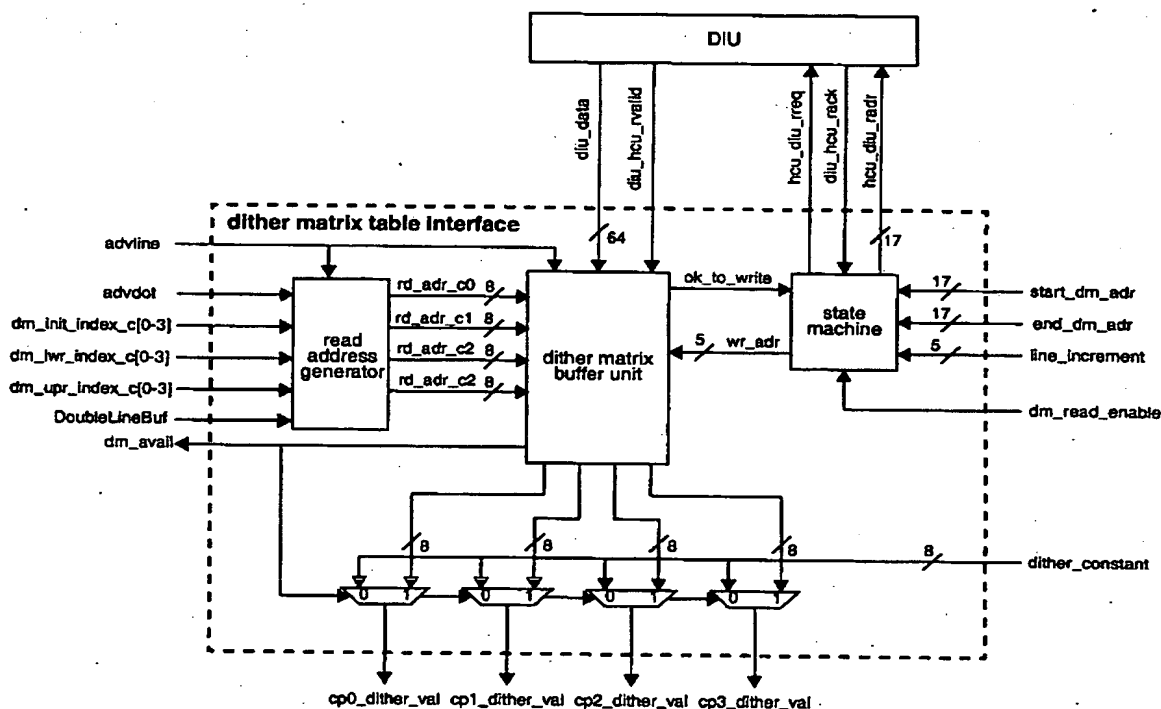 DIU
diu_data
diu_hcu_rvalid
hcu_diu_rreq
diu_hcu_rack
hcu_diu_radr
dither matrix table interface
64
17
advline
advdot
dm_init_index_c[0-3]
dm_lwr_index_c[0-3]
dm_upr_index_c[0-3]
DoubleLineBuf
dm_avail
read
address
generator
rd_adr_c0 8
rd_adr_c1 8
rd_adr_c2 8
rd_adr_c2 8
dither matrix
buffer unit
ok_to_write
5 wr_adr
state
machine
17 start_dm_adr
17 end_dm_adr
5 line_increment
dm_read_enable
8 8 8 8
8 dither_constant
0 1 0 1 0 1 0 1
cp0_dither_val cp1_dither_val cp2_dither_val cp3_dither_val